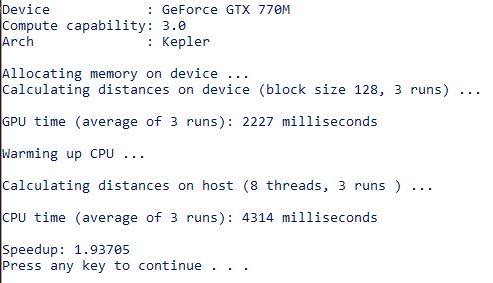 Device             : GeForce GTX 770M
Compute capability: 3.0
Arch               : Kepler
Allocating memory on device ...
Calculating distances on device (block size 128, 3 runs) ...
GPU time (average of 3 runs): 2227 milliseconds
Warming up CPU ...
Calculating distances on host (8 threads, 3 runs ) ...
CPU time (average of 3 runs): 4314 milliseconds
Speedup: 1.93705
Press any key to continue . . .